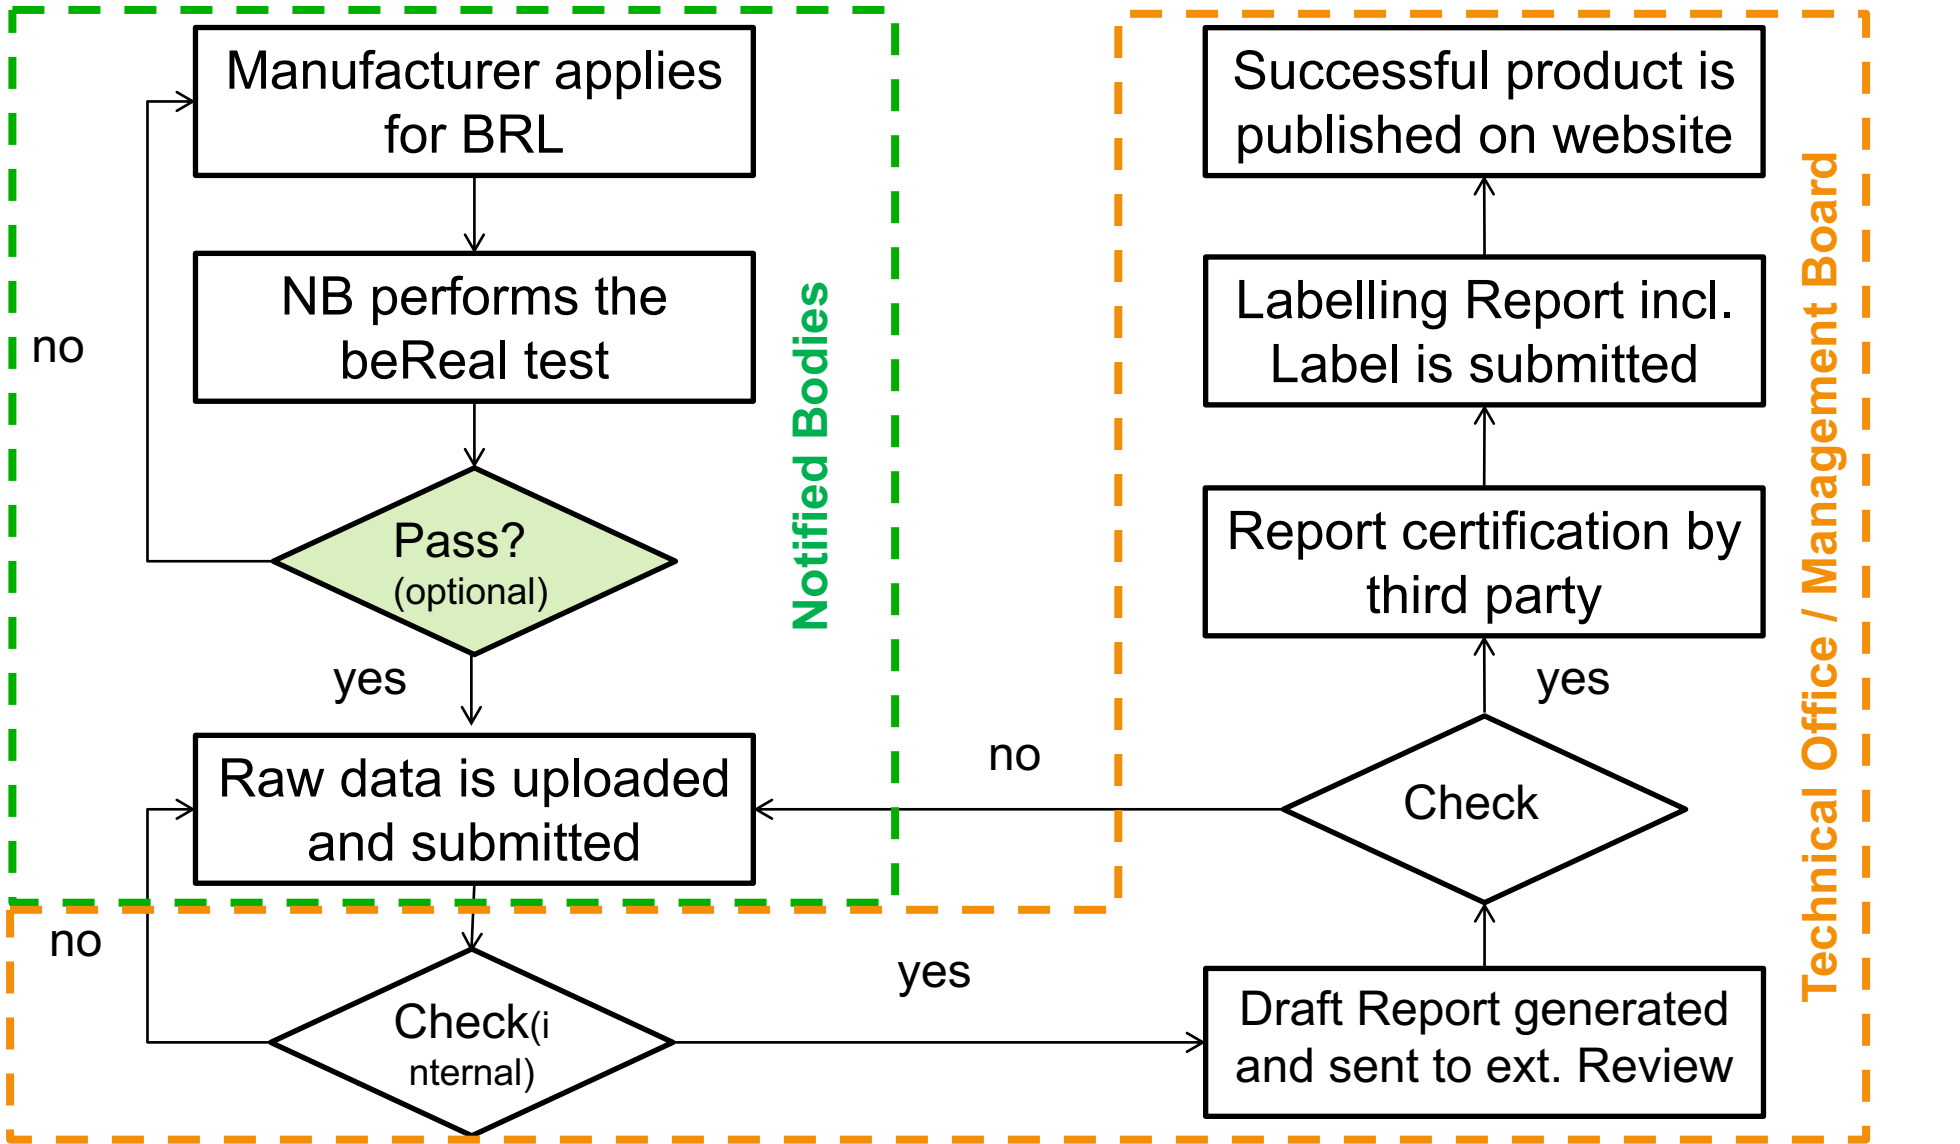 Manufacturer applies
for BRL
NB performs the
beReal test
no
Pass?
(optional)
yes
Raw data is uploaded
and submitted
Notified Bodies
no
Check(i
nternal)
yes
Draft Report generated
and sent to ext. Review
Check
no
yes
Report certification by
third party
Labelling Report incl.
Label is submitted
Successful product is
published on website
Technical Office / Management Board